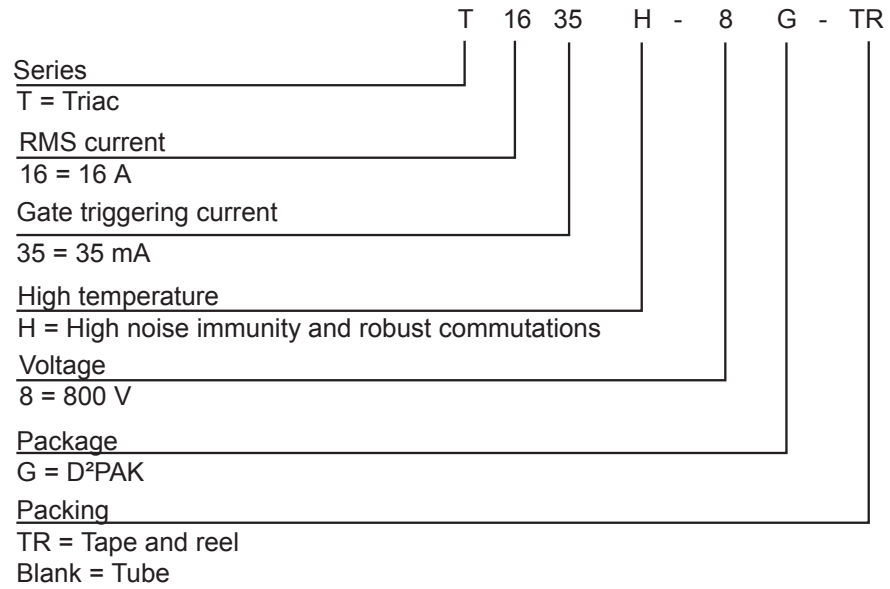 T 16 35 H - 8 G - TR
Series
T = Triac
RMS current
16 = 16 A
Gate triggering current
35 = 35 mA
High temperature
H = High noise immunity and robust commutations
Voltage
8 = 800 V
Package
G = D²PAK
Packing
TR = Tape and reel
Blank = Tube